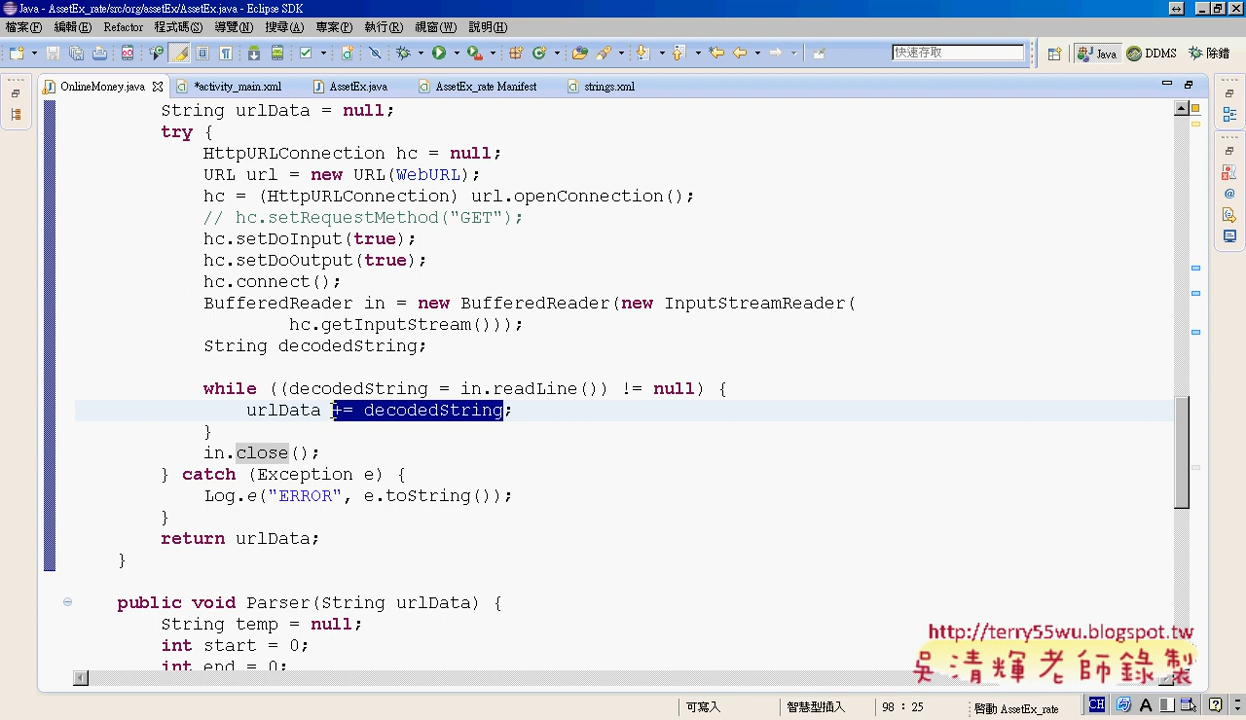 Java - AssetEx_rate/src/org/assetEx/AssetEx.java - Eclipse SDK
檔案(F) 編輯(E) Refactor 程式碼(S) 導覽(N) 搜尋(A) 專案(P) 執行(R) 視窗(W) 說明(H)
快速存取 Java DDMS 除錯
OnlineMoney.java *activity_main.xml AssetEx.java AssetEx_rate Manifest strings.xml
String urlData = null;
try {
HttpURLConnection hc = null;
URL url = new URL(WebURL);
hc = (HttpURLConnection) url.openConnection();
// hc.setRequestMethod("GET");
hc.setDoInput(true);
hc.setDoOutput(true);
hc.connect();
BufferedReader in = new BufferedReader(new InputStreamReader(
hc.getInputStream()));
String decodedString;
while ((decodedString = in.readLine()) != null) {
urlData += decodedString;
}
in.close();
} catch (Exception e) {
Log.e("ERROR", e.toString());
}
return urlData;
}
public void Parser(String urlData) {
String temp = null;
int start = 0;
int end = 0;
http://terry55wu.blogspot.tw
吳清輝老師錄製
可寫入 智慧型插入 98 : 25 啓動 AssetEx_rate CH A